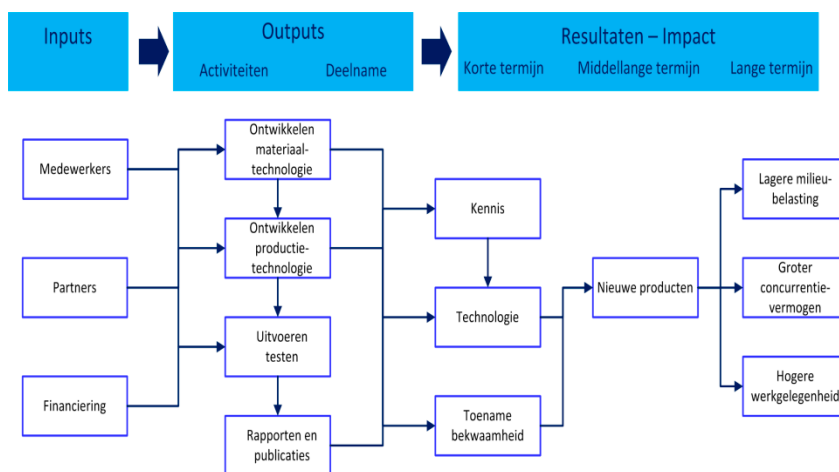 Inputs
Outputs
Activiteiten
Deelname
Resultaten – Impact
Korte termijn
Middellange termijn
Lange termijn
Medewerkers
Partners
Financiering
Ontwikkelen
materiaal-
technologie
Ontwikkelen
productie-
technologie
Uitvoeren
testen
Rapporten en
publicaties
Kennis
Technologie
Toename
bekwaamheid
Nieuwe producten
Lagere milieu-
belasting
Groter
concurrentie-
vermogen
Hogere
werkgelegenheid